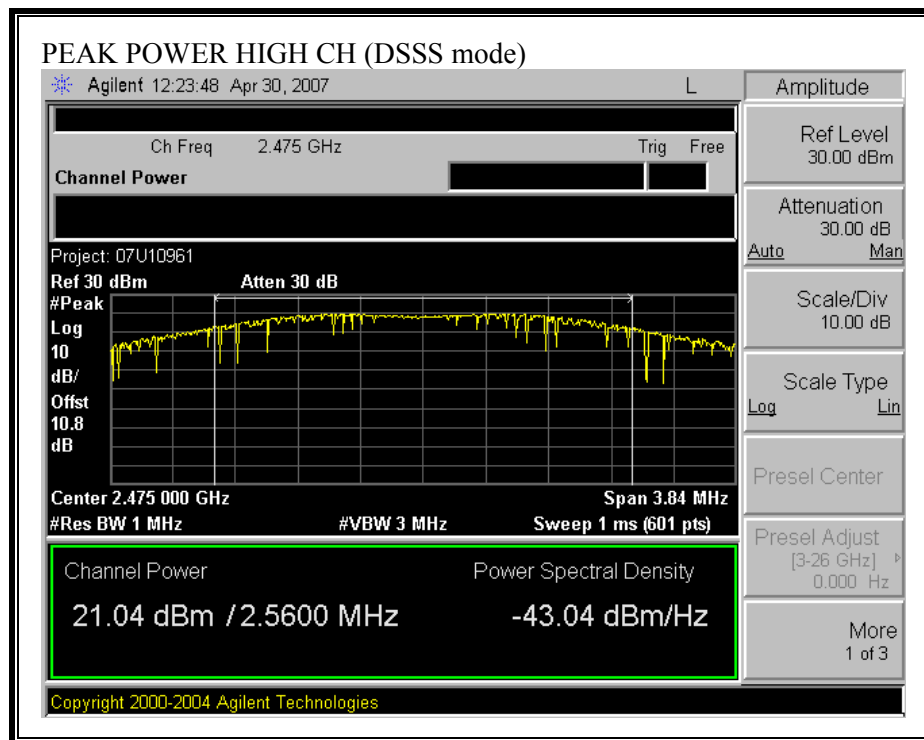 PEAK POWER HIGH CH (DSSS mode)
Agilent 12:23:48 Apr 30, 2007 L
Ch Freq 2.475 GHz Trig Free
Channel Power
Project: 07U10961
Ref 30 dBm Atten 30 dB
#Peak
Log
10
dB/
Offst
10.8
dB
Center 2.475 000 GHz Span 3.84 MHz
#Res BW 1 MHz #VBW 3 MHz Sweep 1 ms (601 pts)
Channel Power Power Spectral Density
21.04 dBm / 2.5600 MHz -43.04 dBm/Hz
Copyright 2000-2004 Agilent Technologies
Amplitude
Ref Level
30.00 dBm
Attenuation
30.00 dB
Auto Man
Scale/Div
10.00 dB
Scale Type
Log Lin
Presel Center
Presel Adjust
[3-26 GHz]
0.000 Hz
More
1 of 3